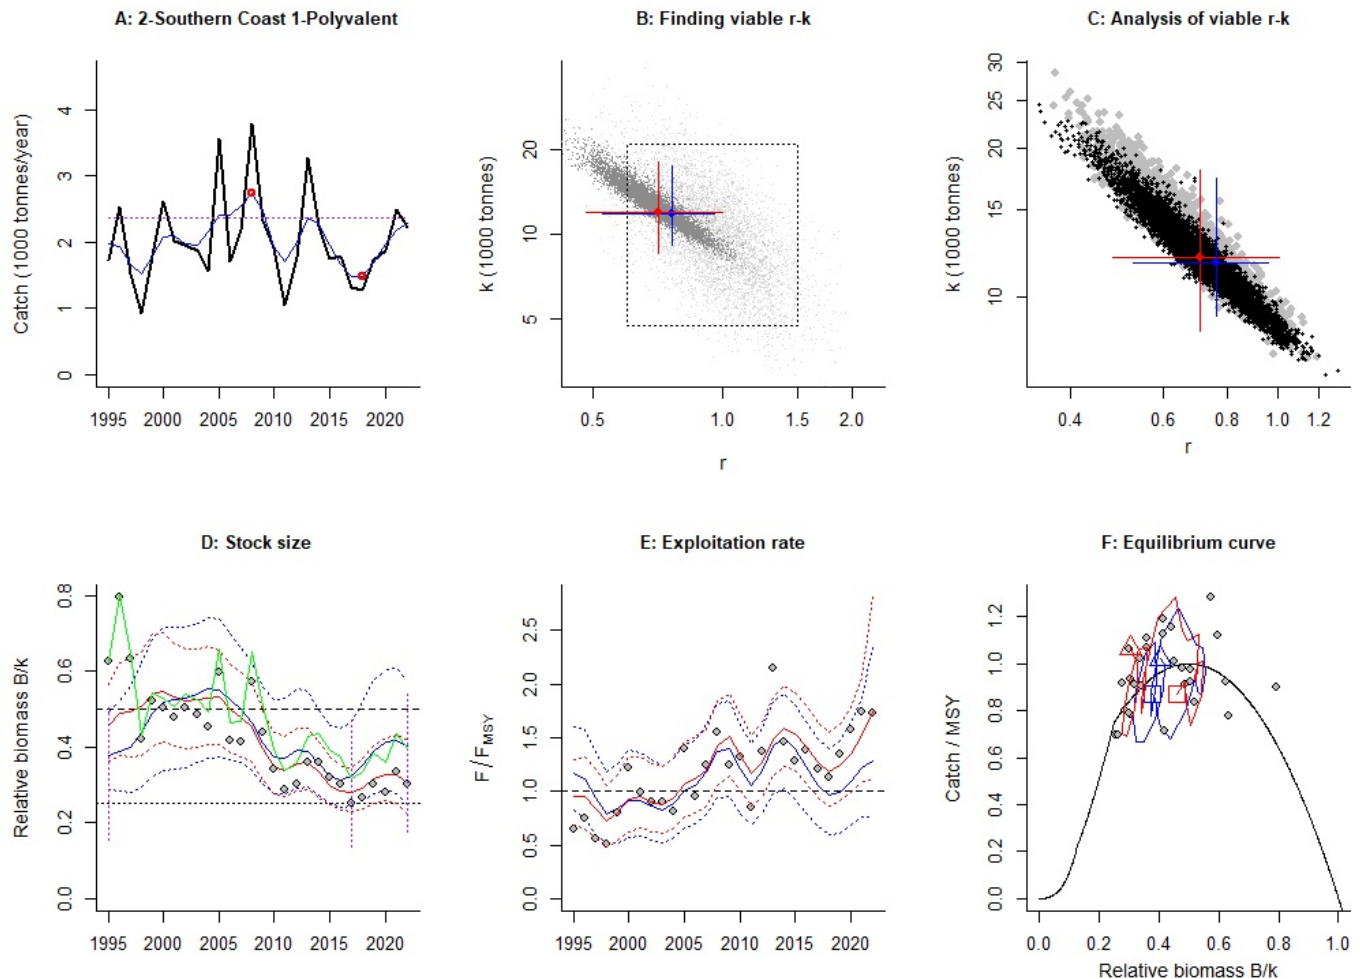 A: 2-Southern Coast 1-Polyvalent
Catch (1000 tonnes/year)
4
3
2
1
0
1995 2000 2005 2010 2015 2020
B: Finding viable r-k
k (1000 tonnes)
20
10
5
0.5 1.0 1.5 2.0
r
C: Analysis of viable r-k
k (1000 tonnes)
30
25
20
15
10
0.4 0.6 0.8 1.0 1.2
r
D: Stock size
Relative biomass B/k
0.8
0.6
0.4
0.2
0.0
1995 2000 2005 2010 2015 2020
E: Exploitation rate
F / FMSY
2.5
2.0
1.5
1.0
0.5
0.0
1995 2000 2005 2010 2015 2020
F: Equilibrium curve
Catch / MSY
1.2
1.0
0.8
0.6
0.4
0.2
0.0
0.0 0.2 0.4 0.6 0.8 1.0
Relative biomass B/k